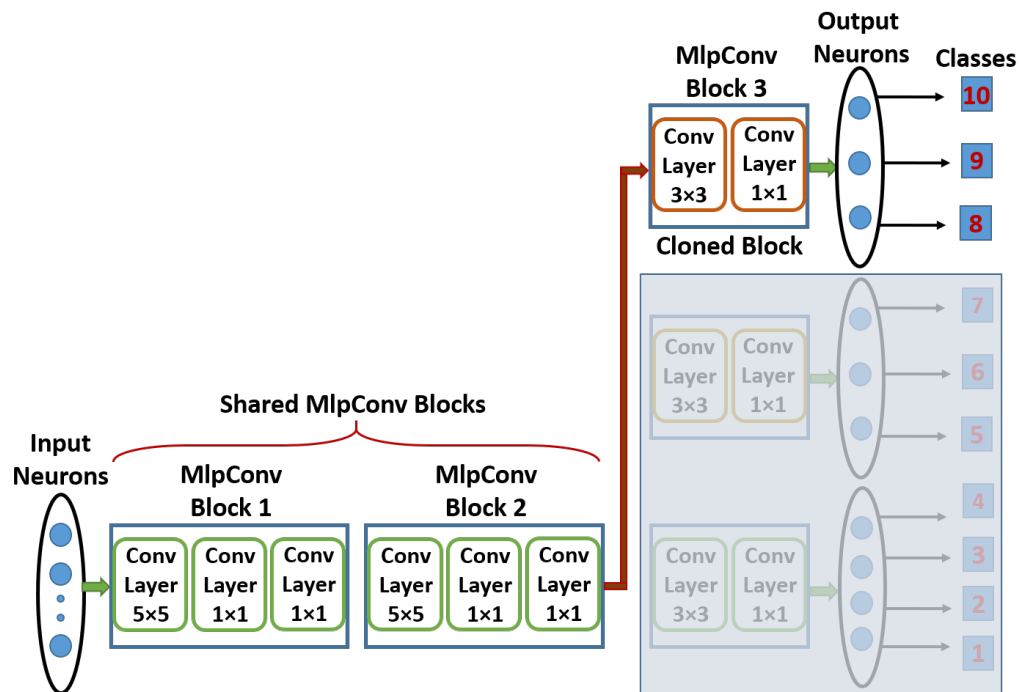 Output
Neurons
Classes
MlpConv
Block 3
Conv
Layer
3×3
Conv
Layer
1×1
Cloned Block
10
9
8
Conv
Layer
3×3
Conv
Layer
1×1
7
6
5
Shared MlpConv Blocks
Input
Neurons
MlpConv
Block 1
MlpConv
Block 2
Conv
Layer
5×5
Conv
Layer
1×1
Conv
Layer
1×1
Conv
Layer
5×5
Conv
Layer
1×1
Conv
Layer
1×1
Conv
Layer
3×3
Conv
Layer
1×1
4
3
2
1